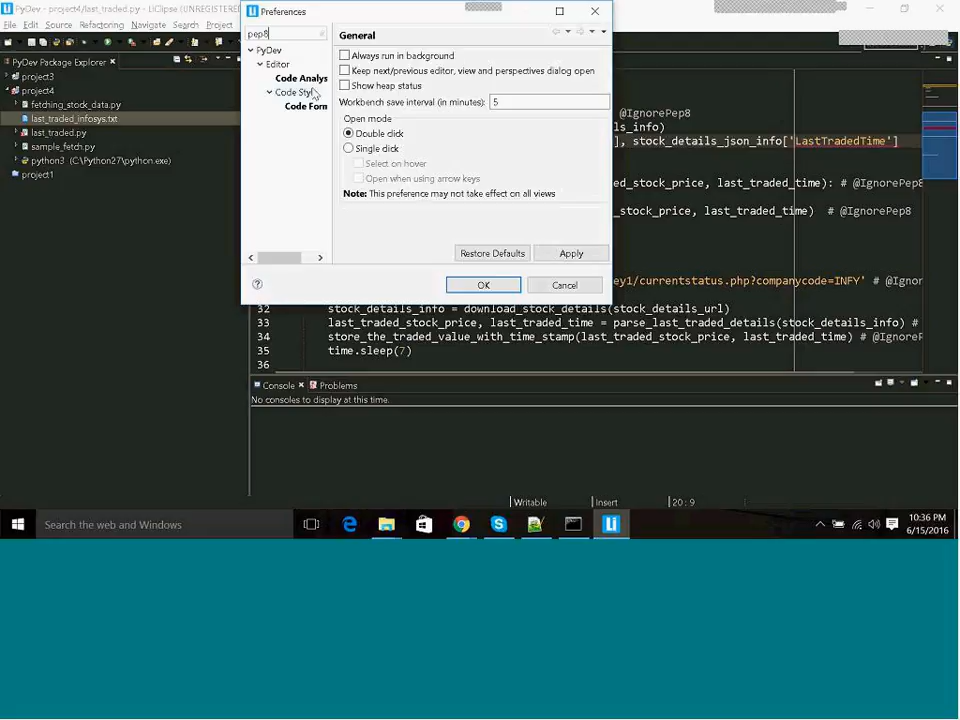 PyDev - project4/last_traded.py - LiClipse (UNREGISTERED
File Edit Source Refactoring Navigate Search Project
PyDev Package Explorer
project3
project4
fetching_stock_data.py
last_traded_infosys.txt
last_traded.py
sample_fetch.py
python3 (C:\Python27\python.exe)
project1
Preferences
pep8
PyDev
Editor
Code Analys
Code Styl
Code Forn
General
Always run in background
Keep next/previous editor, view and perspectives dialog open
Show heap status
Workbench save interval (in minutes): 5
Open mode
Double click
Single click
Select on hover
Open when using arrow keys
Note: This preference may not take effect on all views
Restore Defaults Apply
OK Cancel
@IgnorePep8
ls_info)
], stock_details_json_info['LastTradedTime']
ed_stock_price, last_traded_time): # @IgnorePep8
_stock_price, last_traded_time) # @IgnorePep8
ey1/currentstatus.php?companycode=INFY' # @Ignor
32 stock_details_info = download_stock_details(stock_details_url)
33 last_traded_stock_price, last_traded_time = parse_last_traded_details(stock_details_info) #
34 store_the_traded_value_with_time_stamp(last_traded_stock_price, last_traded_time) # @IgnoreP
35 time.sleep(7)
36
Console Problems
No consoles to display at this time.
Writable Insert 20 : 9
Search the web and Windows
10:36 PM
6/15/2016